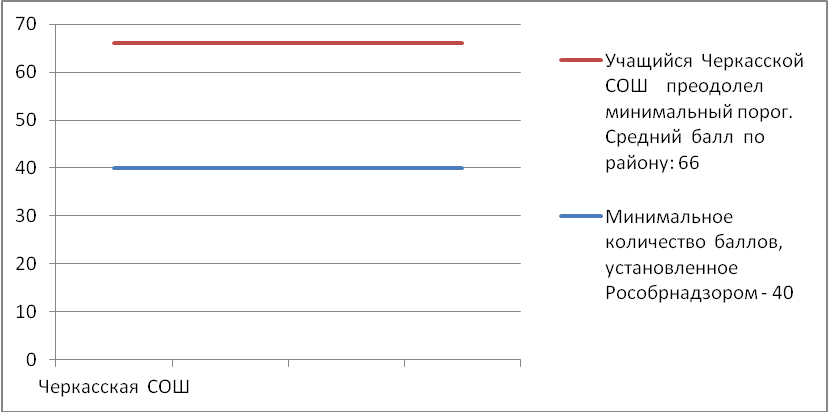 70
60
50
40
30
20
10
0
Черкасская СОШ
Учащийся Черкасской
СОШ преодолел
минимальный порог.
Средний балл по
району: 66
Минимальное
количество баллов,
установленное
Рособрнадзором - 40